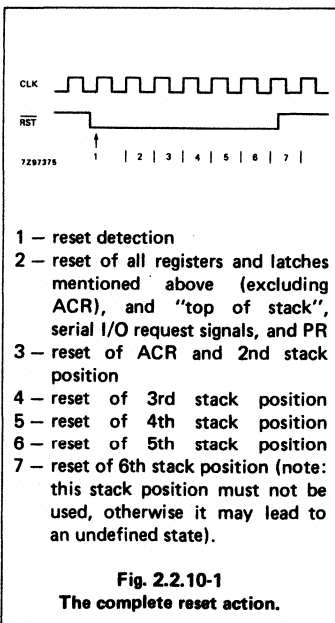 CLK
RST
7Z97375 1 | 2 | 3 | 4 | 5 | 6 | 7 |
1 — reset detection
2 — reset of all registers and latches
mentioned above (excluding
ACR), and "top of stack",
serial I/O request signals, and PR
3 — reset of ACR and 2nd stack
position
4 — reset of 3rd stack position
5 — reset of 4th stack position
6 — reset of 5th stack position
7 — reset of 6th stack position (note:
this stack position must not be
used, otherwise it may lead to
an undefined state).
Fig. 2.2.10-1
The complete reset action.